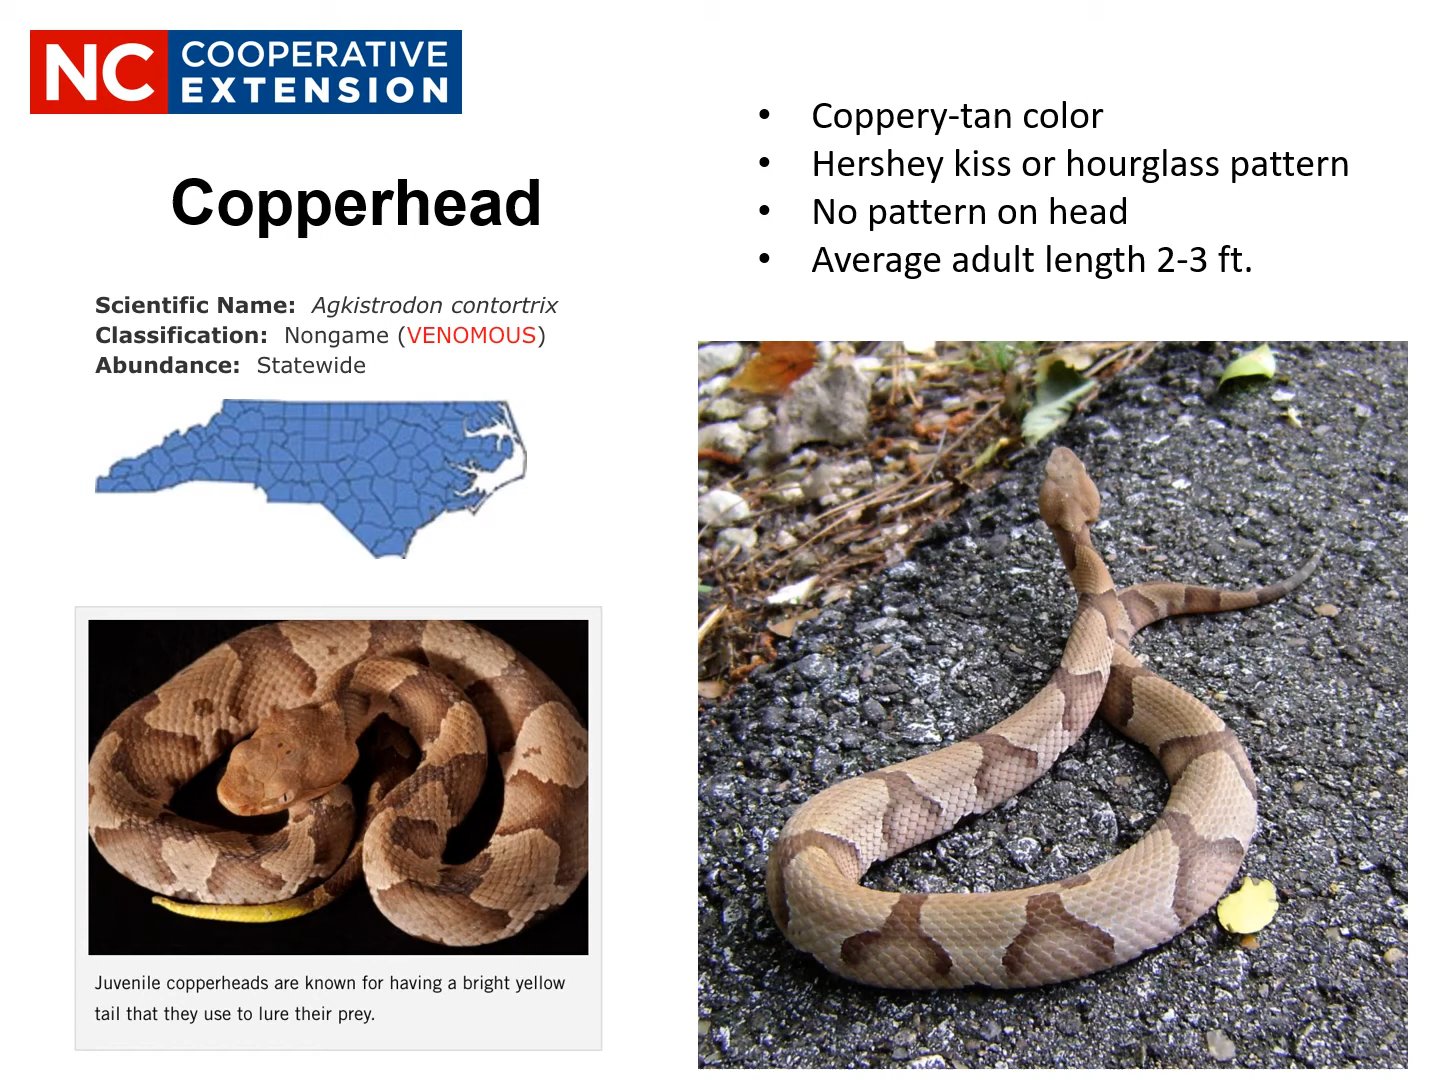 NC COOPERATIVE
EXTENSION
Copperhead
Scientific Name: Agkistrodon contortrix
Classification: Nongame (VENOMOUS)
Abundance: Statewide
Juvenile copperheads are known for having a bright yellow
tail that they use to lure their prey.
• Coppery-tan color
• Hershey kiss or hourglass pattern
• No pattern on head
• Average adult length 2-3 ft.